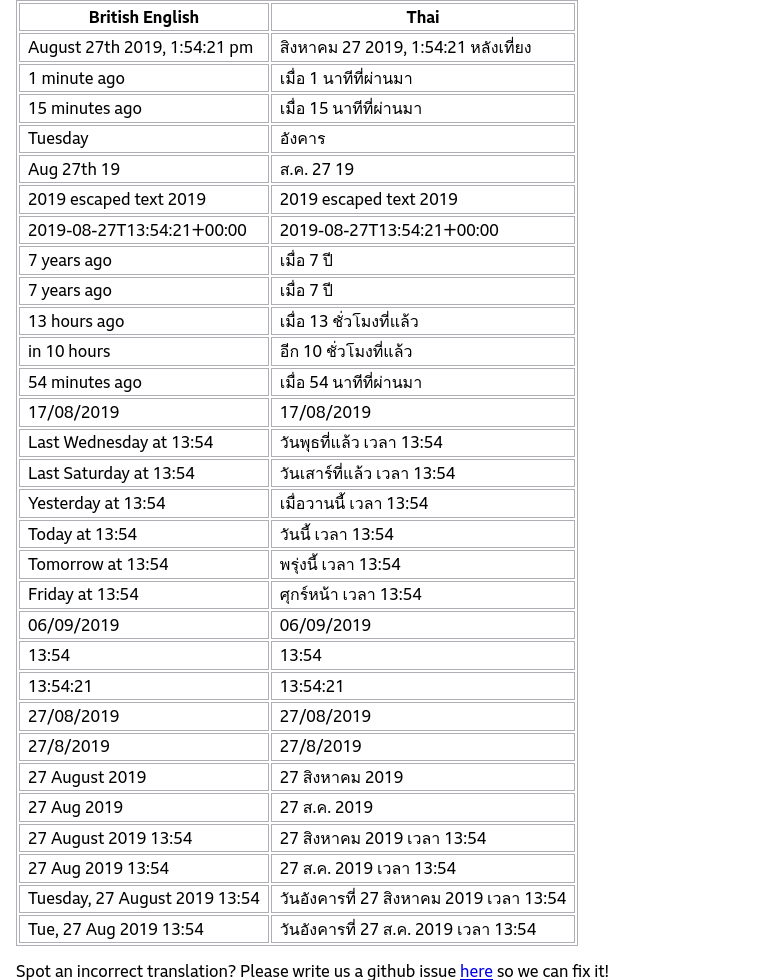 British English Thai
August 27th 2019, 1:54:21 pm สิงหาคม 27 2019, 1:54:21 หลังเที่ยง
1 minute ago เมื่อ 1 นาทีที่ผ่านมา
15 minutes ago เมื่อ 15 นาทีที่ผ่านมา
Tuesday อังคาร
Aug 27th 19 ส.ค. 27 19
2019 escaped text 2019 2019 escaped text 2019
2019-08-27T13:54:21+00:00 2019-08-27T13:54:21+00:00
7 years ago เมื่อ 7 ปี
7 years ago เมื่อ 7 ปี
13 hours ago เมื่อ 13 ชั่วโมงที่แล้ว
in 10 hours อีก 10 ชั่วโมงที่แล้ว
54 minutes ago เมื่อ 54 นาทีที่ผ่านมา
17/08/2019 17/08/2019
Last Wednesday at 13:54 วันพุธที่แล้ว เวลา 13:54
Last Saturday at 13:54 วันเสาร์ที่แล้ว เวลา 13:54
Yesterday at 13:54 เมื่อวานนี้ เวลา 13:54
Today at 13:54 วันนี้ เวลา 13:54
Tomorrow at 13:54 พรุ่งนี้ เวลา 13:54
Friday at 13:54 ศุกร์หน้า เวลา 13:54
06/09/2019 06/09/2019
13:54 13:54
13:54:21 13:54:21
27/08/2019 27/08/2019
27/8/2019 27/8/2019
27 August 2019 27 สิงหาคม 2019
27 Aug 2019 27 ส.ค. 2019
27 August 2019 13:54 27 สิงหาคม 2019 เวลา 13:54
27 Aug 2019 13:54 27 ส.ค. 2019 เวลา 13:54
Tuesday, 27 August 2019 13:54 วันอังคารที่ 27 สิงหาคม 2019 เวลา 13:54
Tue, 27 Aug 2019 13:54 วันอังคารที่ 27 ส.ค. 2019 เวลา 13:54
Spot an incorrect translation? Please write us a github issue here so we can fix it!